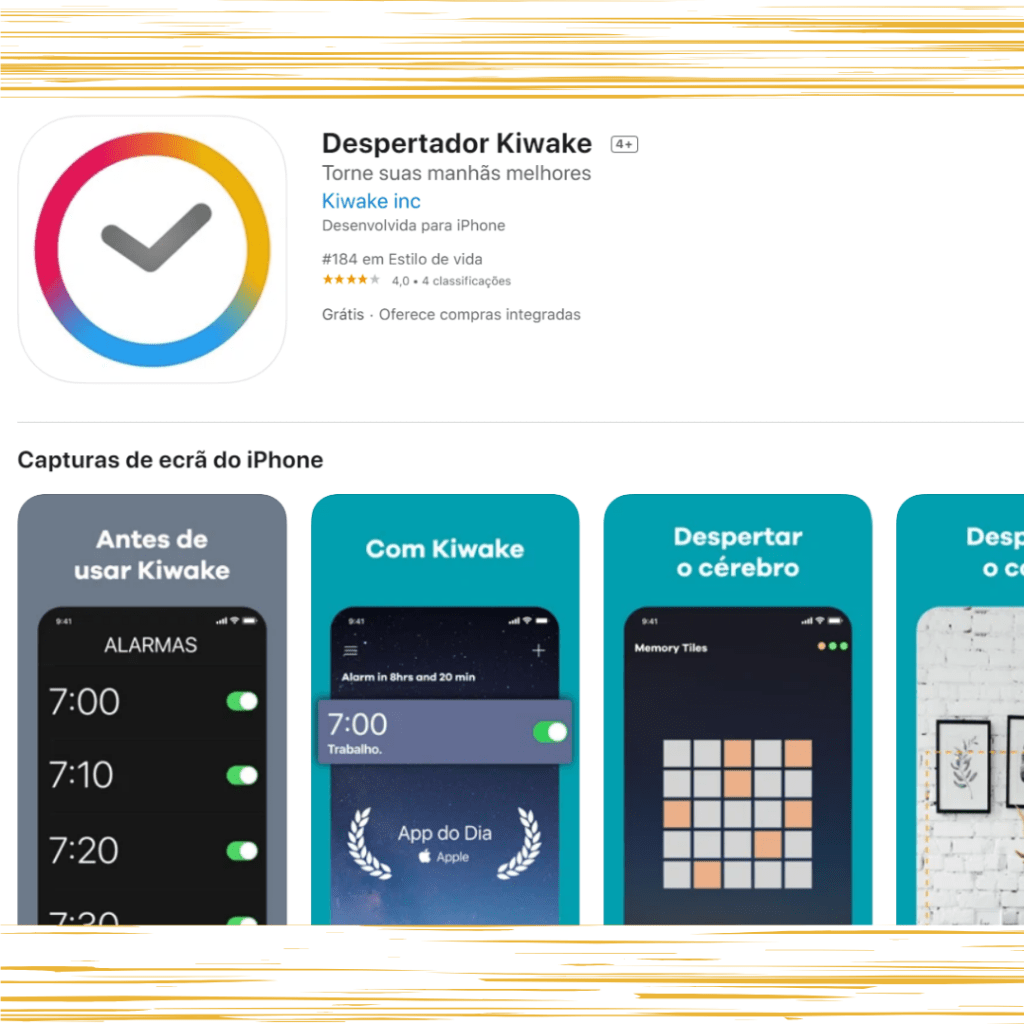 Despertador Kiwake 4+
Torne suas manhãs melhores
Kiwake inc
Desenvolvida para iPhone
#184 em Estilo de vida
4,0 • 4 classificações
Grátis · Oferece compras integradas
Capturas de ecrã do iPhone
Antes de
usar Kiwake
9:41
ALARMAS
7:00
7:10
7:20
7:30
Com Kiwake
9:41
Alarm in 8hrs and 20 min
7:00
Trabalho.
App do Dia
Apple
Despertar
o cérebro
9:41
Memory Tiles
Desp
o co